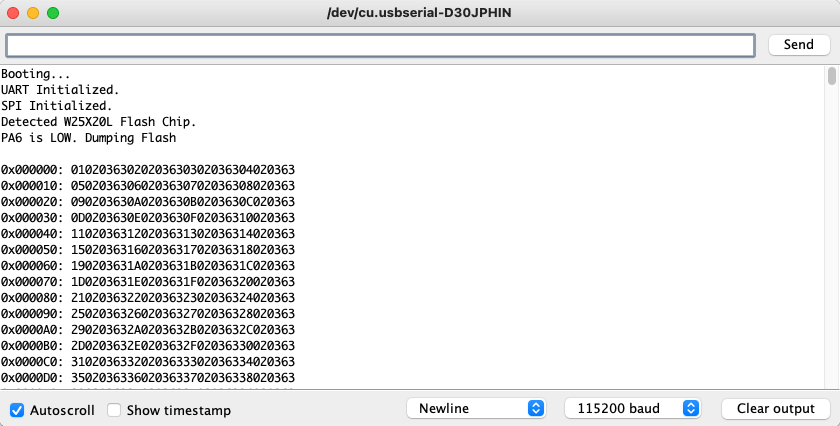 /dev/cu.usbserial-D30JPHIN
Send
Booting...
UART Initialized.
SPI Initialized.
Detected W25X20L Flash Chip.
PA6 is LOW. Dumping Flash
0x000000: 01020363020203630302036304020363
0x000010: 05020363060203630702036308020363
0x000020: 090203630A0203630B0203630C020363
0x000030: 0D0203630E0203630F02036310020363
0x000040: 11020363120203631302036314020363
0x000050: 15020363160203631702036318020363
0x000060: 190203631A0203631B0203631C020363
0x000070: 1D0203631E0203631F02036320020363
0x000080: 21020363220203632302036324020363
0x000090: 25020363260203632702036328020363
0x0000A0: 290203632A0203632B0203632C020363
0x0000B0: 2D0203632E0203632F02036330020363
0x0000C0: 31020363320203633302036334020363
0x0000D0: 35020363360203633702036338020363
Autoscroll Show timestamp Newline 115200 baud Clear output